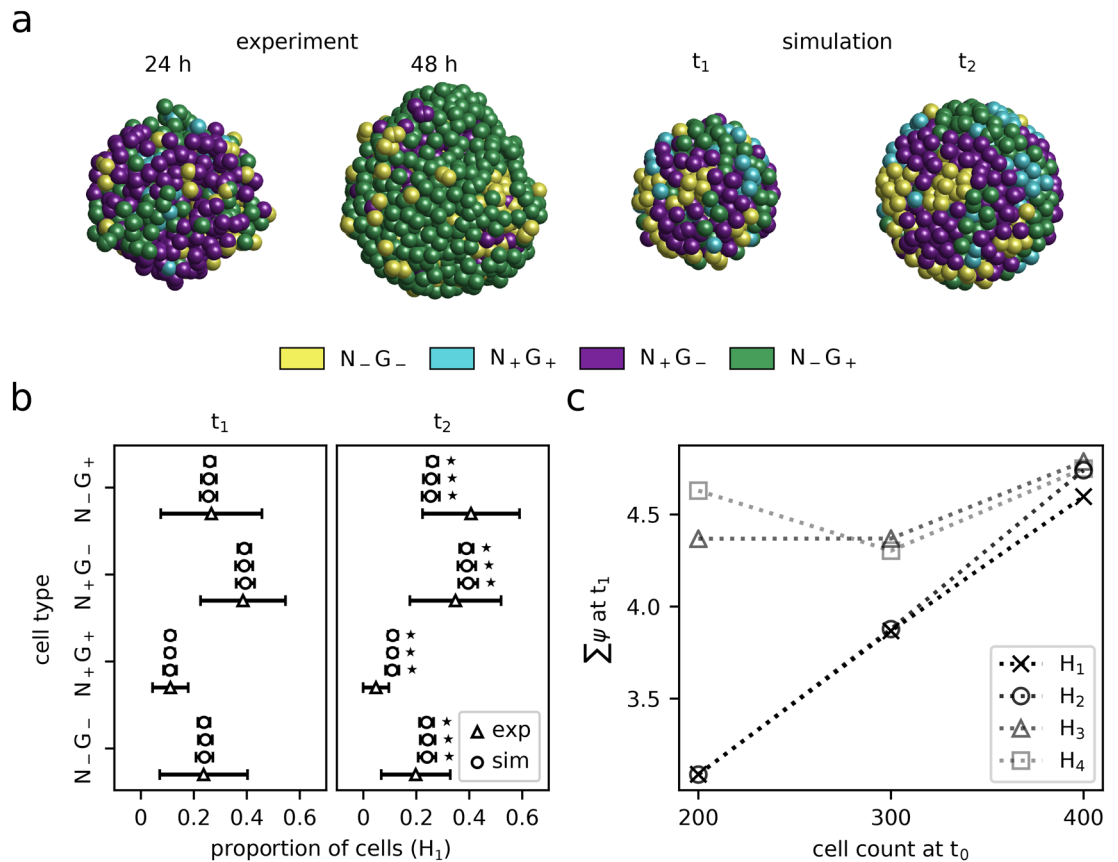 a
experiment
simulation
24 h
48 h
t₁
t₂
N₋G₋
N₊G₊
N₊G₋
N₋G₊
b
t₁
t₂
cell type
N₋G₊
N₊G₋
N₊G₊
N₋G₋
exp
sim
0 0.2 0.4 0.6
0 0.2 0.4 0.6
proportion of cells (H₁)
c
∑ψ at t₁
4.5
4.0
3.5
H₁
H₂
H₃
H₄
200 300 400
cell count at t₀